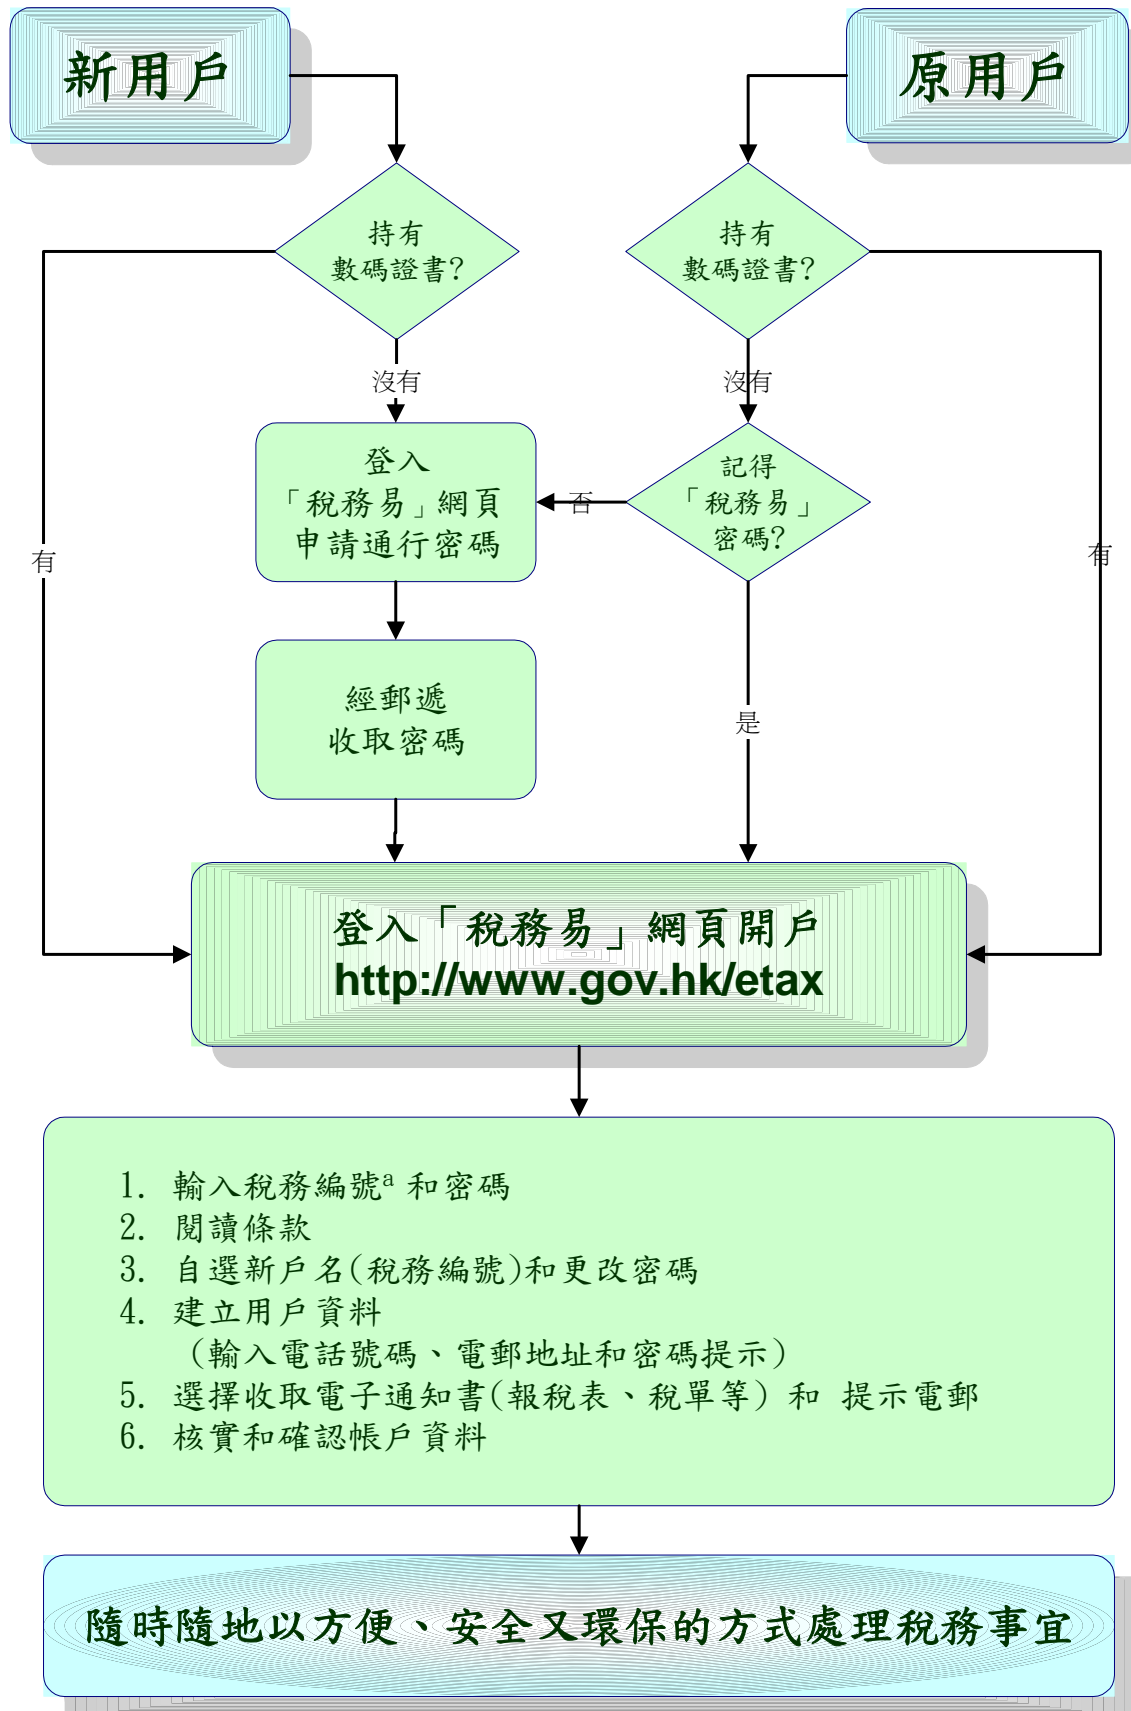 新用戶
原用戶
持有
數碼證書?
持有
數碼證書?
沒有
沒有
登入
「稅務易」網頁
申請通行密碼
否
記得
「稅務易」
密碼?
有
有
經郵遞
收取密碼
是
登入「稅務易」網頁開戶
http://www.gov.hk/etax
1. 輸入稅務編號ᵃ 和密碼
2. 閱讀條款
3. 自選新戶名(稅務編號)和更改密碼
4. 建立用戶資料
（輸入電話號碼、電郵地址和密碼提示）
5. 選擇收取電子通知書(報稅表、稅單等) 和 提示電郵
6. 核實和確認帳戶資料
隨時隨地以方便、安全又環保的方式處理稅務事宜